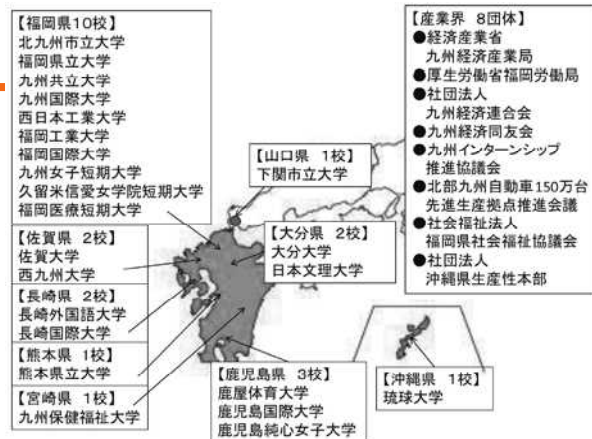 【福岡県10校】
北九州市立大学
福岡県立大学
九州共立大学
九州国際大学
西日本工業大学
福岡工業大学
福岡国際大学
九州女子短期大学
久留米信愛女学院短期大学
福岡医療短期大学
【佐賀県 2校】
佐賀大学
西九州大学
【長崎県 2校】
長崎外国語大学
長崎国際大学
【熊本県 1校】
熊本県立大学
【宮崎県 1校】
九州保健福祉大学
【山口県 1校】
下関市立大学
【大分県 2校】
大分大学
日本文理大学
【鹿児島県 3校】
鹿屋体育大学
鹿児島国際大学
鹿児島純心女子大学
【沖縄県 1校】
琉球大学
【産業界 8団体】
●経済産業省
九州経済産業局
●厚生労働省福岡労働局
●社団法人
九州経済連合会
●九州経済同友会
●九州インターンシップ
推進協議会
●北部九州自動車150万台
先進生産拠点推進会議
●社会福祉法人
福岡県社会福祉協議会
●社団法人
沖縄県生産性本部